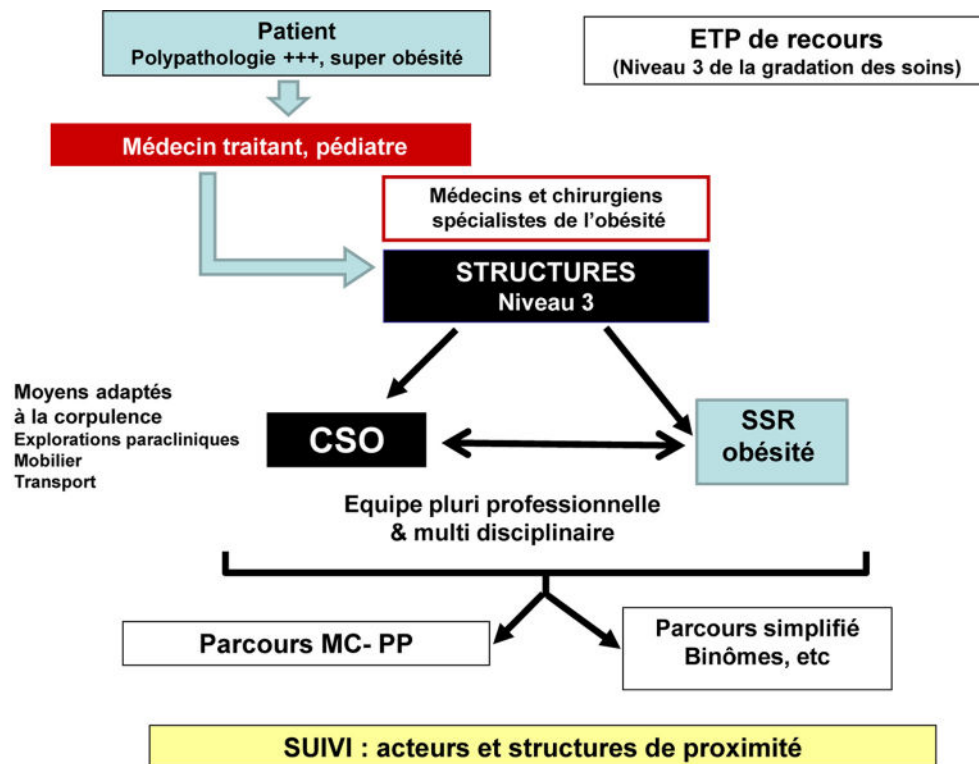 Patient
Polypathologie +++, super obésité
ETP de recours
(Niveau 3 de la gradation des soins)
Médecin traitant, pédiatre
Médecins et chirurgiens
spécialistes de l'obésité
STRUCTURES
Niveau 3
Moyens adaptés
à la corpulence
Explorations paracliniques
Mobilier
Transport
CSO
SSR
obésité
Equipe pluri professionnelle
& multi disciplinaire
Parcours MC- PP
Parcours simplifié
Binômes, etc
SUIVI : acteurs et structures de proximité